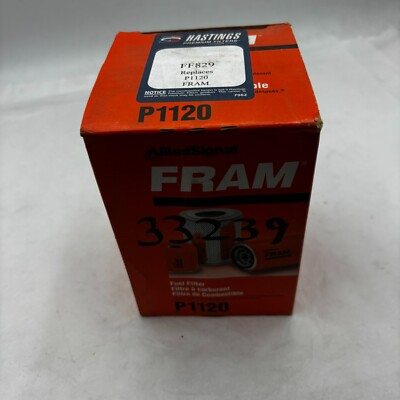 HASTINGS
PREMIUM FILTERS
FF829
Replaces
P1120
FRAM
NOTICE
P1120
AlliedSignal
FRAM
33239
FRAM
Fuel Filter
Filtre à carburant
Filtro de Combustible
P1120